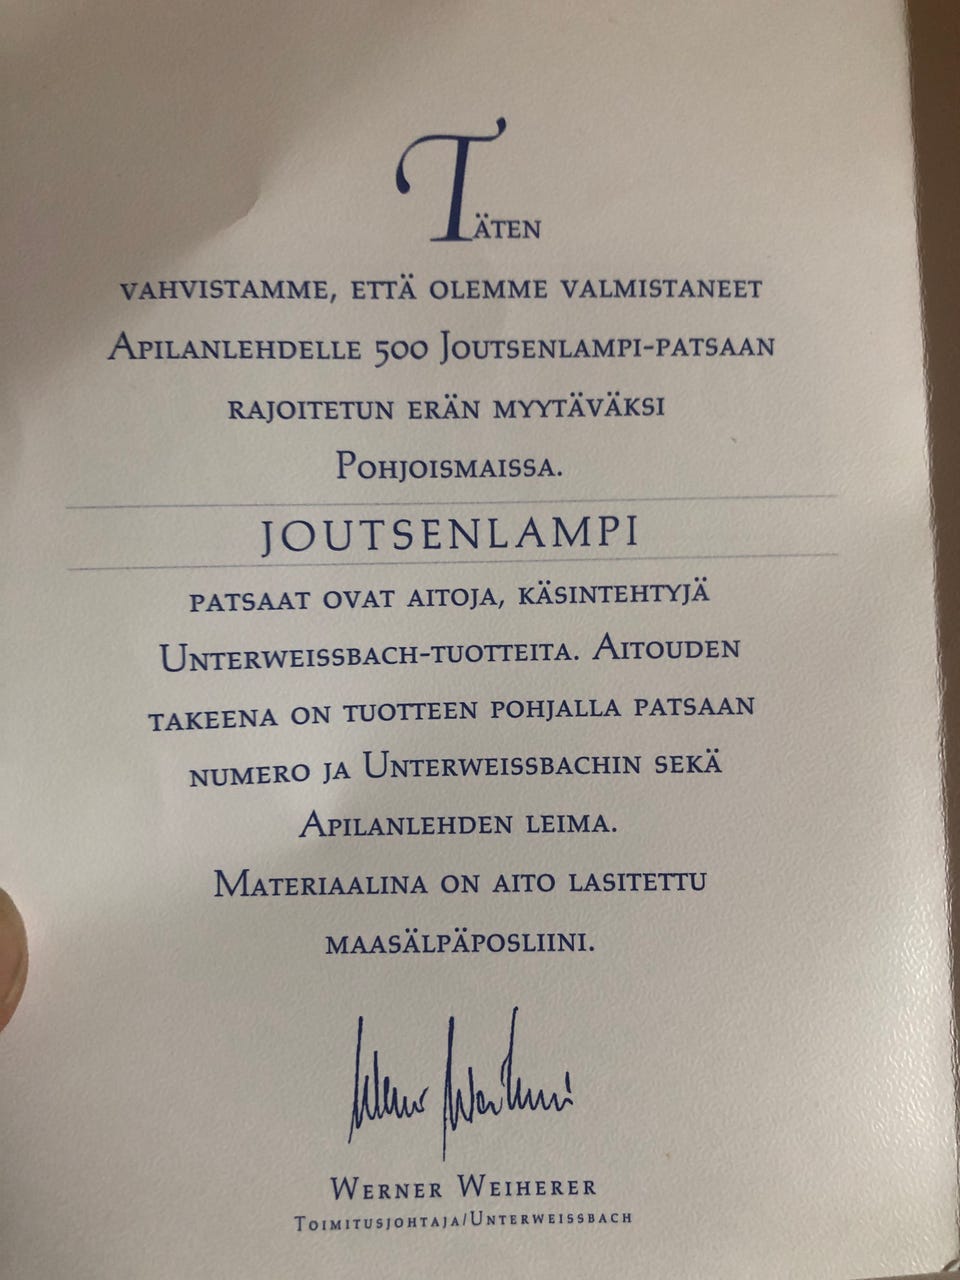 Täten
vahvistamme, että olemme valmistaneet
Apilanlehdelle 500 Joutsenlampi-patsaan
rajoitetun erän myytäväksi
Pohjoismaissa.
JOUTSENLAMPI
patsaat ovat aitoja, käsintehtyjä
Unterweissbach-tuotteita. Aitouden
takeena on tuotteen pohjalla patsaan
numero ja Unterweissbachin sekä
Apilanlehden leima.
Materiaalina on aito lasitettu
maasälpäposliini.
Werner Weiherer
Toimitusjohtaja/Unterweissbach